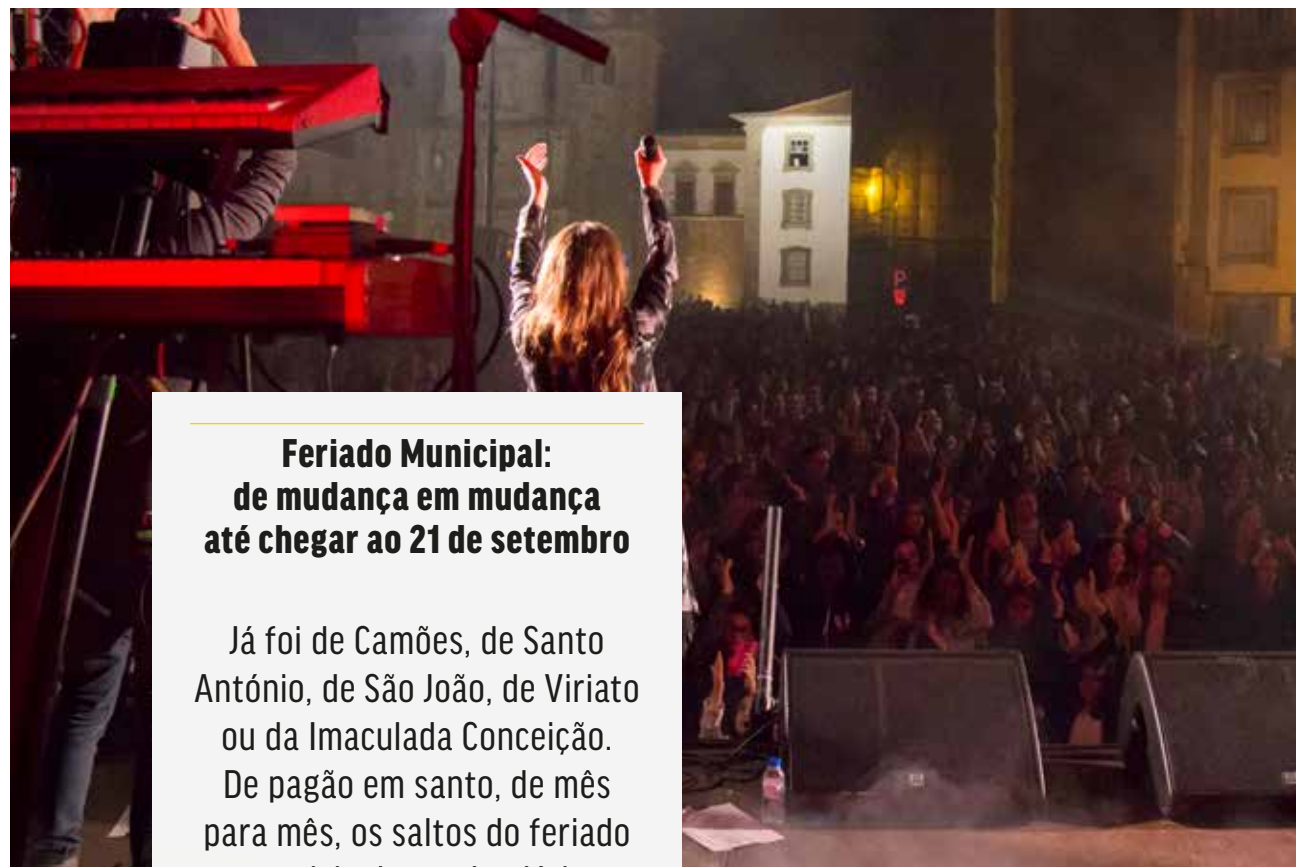 Feriado Municipal:
de mudança em mudança
até chegar ao 21 de setembro
Já foi de Camões, de Santo
António, de São João, de Viriato
ou da Imaculada Conceição.
De pagão em santo, de mês
para mês, os saltos do feriado
P